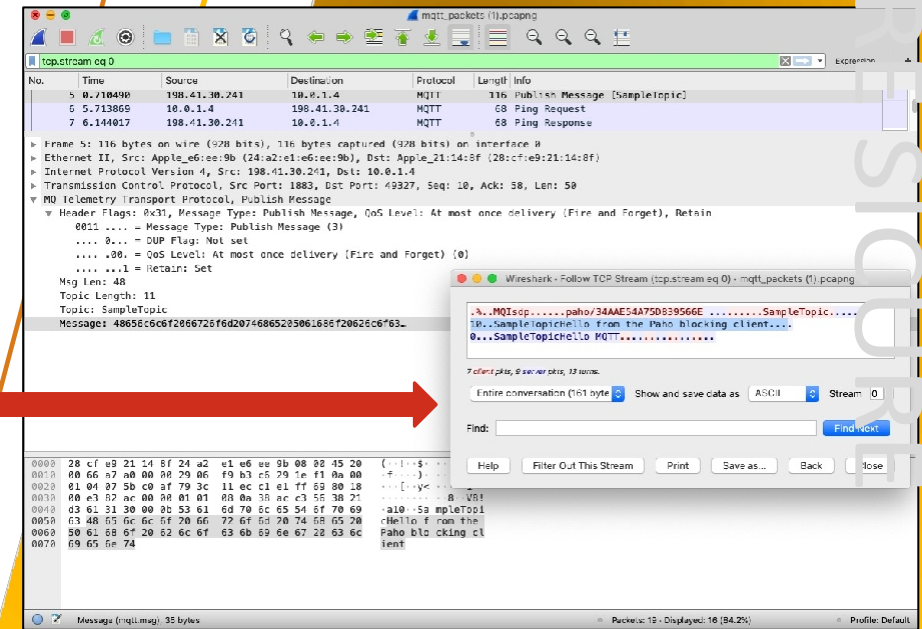 mqtt_packets (1).pcapng
tcp.stream eq 0
Expression...
+
No. Time Source Destination Protocol Length Info
5 0.710490 198.41.30.241 10.0.1.4 MQTT 116 Publish Message [SampleTopic]
6 5.713869 10.0.1.4 198.41.30.241 MQTT 68 Ping Request
7 6.144017 198.41.30.241 10.0.1.4 MQTT 68 Ping Response
Frame 5: 116 bytes on wire (928 bits), 116 bytes captured (928 bits) on interface 0
Ethernet II, Src: Apple_e6:ee:9b (24:a2:e1:e6:ee:9b), Dst: Apple_21:14:8f (28:cf:e9:21:14:8f)
Internet Protocol Version 4, Src: 198.41.30.241, Dst: 10.0.1.4
Transmission Control Protocol, Src Port: 1883, Dst Port: 49327, Seq: 10, Ack: 58, Len: 50
MQ Telemetry Transport Protocol, Publish Message
Header Flags: 0x31, Message Type: Publish Message, QoS Level: At most once delivery (Fire and Forget), Retain
0011 .... = Message Type: Publish Message (3)
.... 0... = DUP Flag: Not set
.... .00. = QoS Level: At most once delivery (Fire and Forget) (0)
.... ...1 = Retain: Set
Msg Len: 48
Topic Length: 11
Topic: SampleTopic
Message: 48656c6c6f2066726f6d20746865205061686f20626c6f63…
Wireshark - Follow TCP Stream (tcp.stream eq 0) - mqtt_packets (1).pcapng
.%..MQIsdp......paho/34AAE54A75D839566E .........SampleTopic.....
10..SampleTopicHello from the Paho blocking client....
0...SampleTopicHello MQTT...............
7 client pkts, 9 server pkts, 13 turns.
Entire conversation (161 byte
Show and save data as
ASCII
Stream
0
Find:
Find Next
Help
Filter Out This Stream
Print
Save as...
Back
Close
0000 28 cf e9 21 14 8f 24 a2 e1 e6 ee 9b 08 00 45 20
0010 00 66 a7 a0 00 00 29 06 f9 b3 c6 29 1e f1 0a 00
0020 01 04 07 5b c0 af 79 3c 11 ec c1 e1 ff 69 80 18
0030 00 e3 82 ac 00 00 01 01 08 0a 38 ac c3 56 38 21
0040 d3 61 31 30 00 0b 53 61 6d 70 6c 65 54 6f 70 69 ·a10··Sa mpleTopi
0050 63 48 65 6c 6c 6f 20 66 72 6f 6d 20 74 68 65 20 cHello f rom the
0060 50 61 68 6f 20 62 6c 6f 63 6b 69 6e 67 20 63 6c Paho blo cking cl
0070 69 65 6e 74 ient
Message (mqtt.msg), 35 bytes
Packets: 19 · Displayed: 16 (84.2%)
Profile: Default
RESIGURE